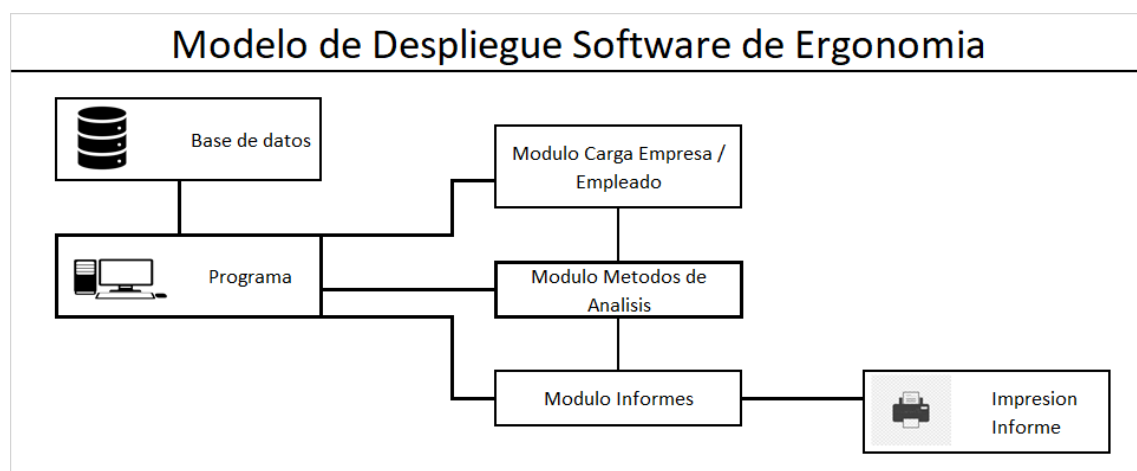 Modelo de Despliegue Software de Ergonomia
Base de datos
Modulo Carga Empresa /
Empleado
Programa
Modulo Metodos de
Analisis
Modulo Informes
Impresion
Informe